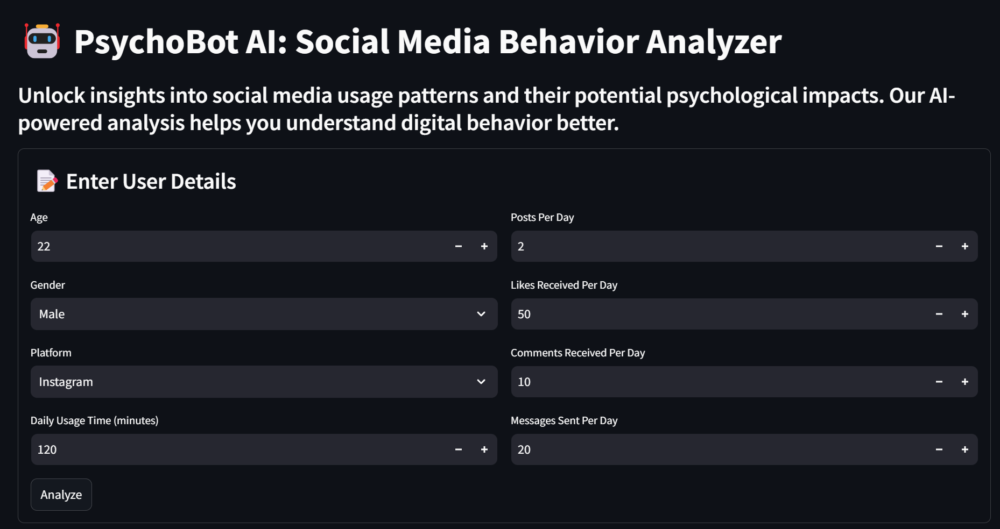 PsychoBot AI: Social Media Behavior Analyzer
Unlock insights into social media usage patterns and their potential psychological impacts. Our AI-
powered analysis helps you understand digital behavior better.
Enter User Details
Age
22
Gender
Male
Platform
Instagram
Daily Usage Time (minutes)
120
Posts Per Day
2
Likes Received Per Day
50
Comments Received Per Day
10
Messages Sent Per Day
20
Analyze